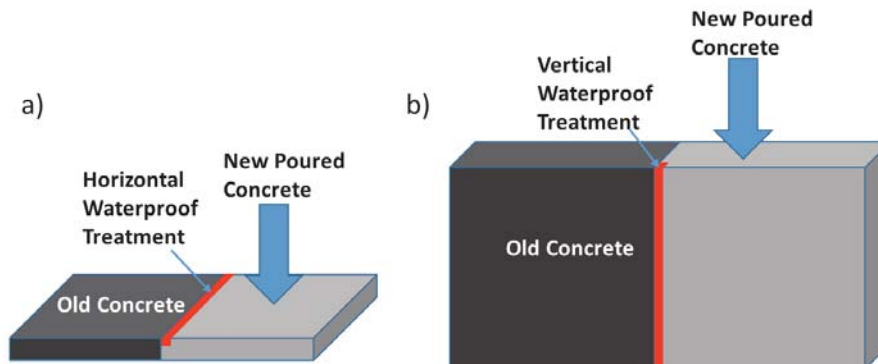 a)
Horizontal
Waterproof
Treatment
New Poured
Concrete
Old Concrete
b)
Vertical
Waterproof
Treatment
New Poured
Concrete
Old Concrete